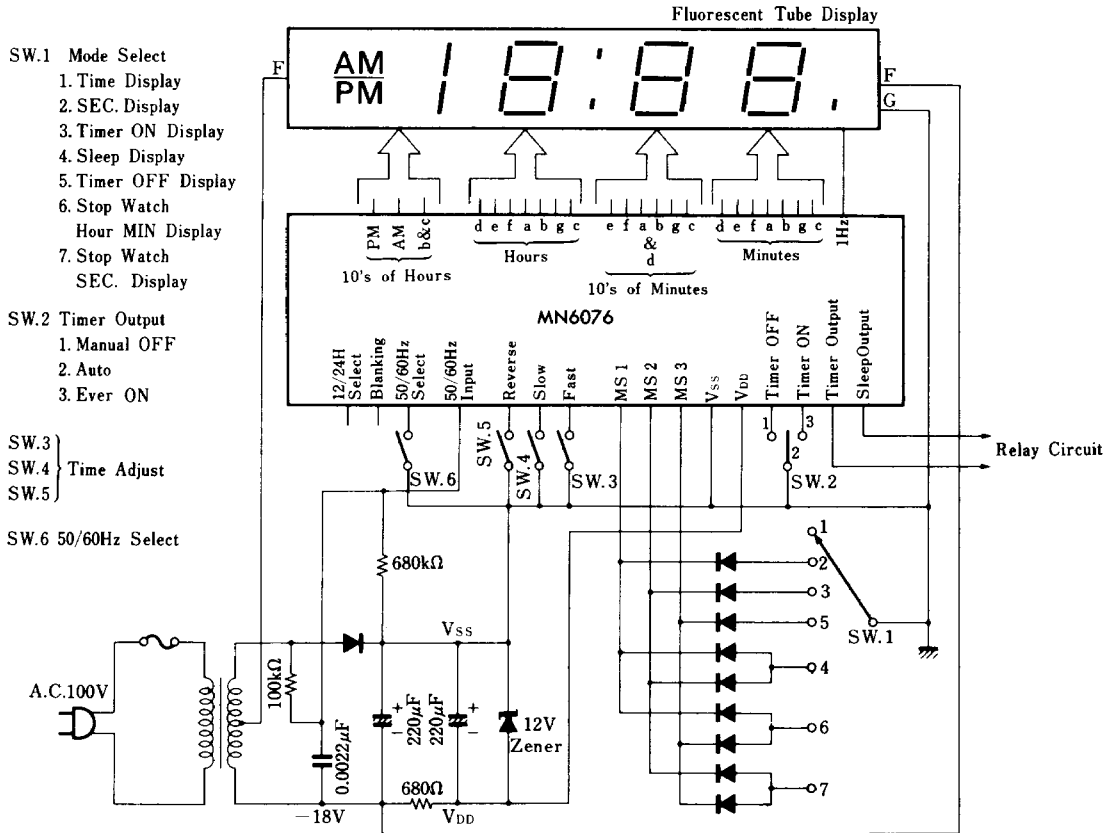 Fluorescent Tube Display
SW.1 Mode Select
1. Time Display
2. SEC. Display
3. Timer ON Display
4. Sleep Display
5. Timer OFF Display
6. Stop Watch
Hour MIN Display
7. Stop Watch
SEC. Display
SW.2 Timer Output
1. Manual OFF
2. Auto
3. Ever ON
SW.3
SW.4
SW.5
Time Adjust
SW.6 50/60Hz Select
F
AM
PM
18:88.
F
G
PM
AM
b&c
10's of Hours
d e f a b g c
Hours
e f a b g c
&
d
10's of Minutes
d e f a b g c
Minutes
1Hz
MN6076
12/24H
Select
Blanking
50/60Hz
Select
50/60Hz
Input
Reverse
Slow
Fast
MS 1
MS 2
MS 3
VSS
VDD
Timer OFF
Timer ON
Timer Output
Sleep Output
SW.6
SW.5
SW.4
SW.3
1
2
3
SW.2
Relay Circuit
1
2
3
5
4
6
7
SW.1
680kΩ
VSS
100kΩ
A.C.100V
0.0022μF
+
−
220μF
220μF
+
−
12V
Zener
680Ω
−18V
VDD